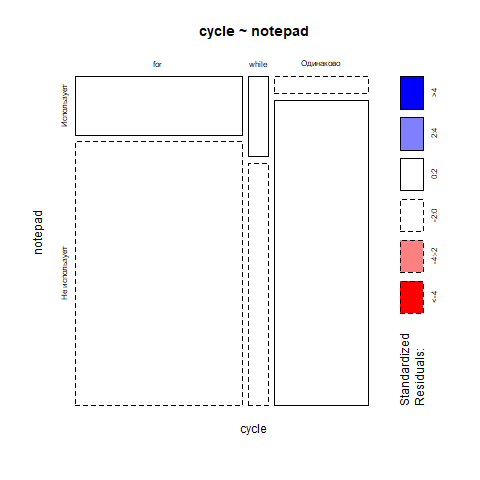 cycle ~ notepad
for
while
Одинаково
Использует
Не использует
notepad
cycle
>4
2:4
0:2
-2:0
-4:-2
<-4
Standardized
Residuals: